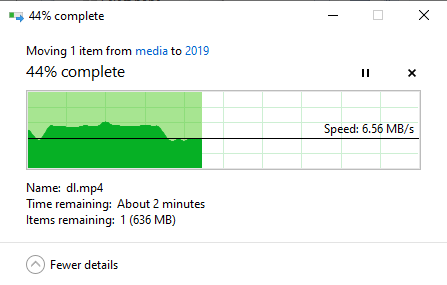 44% complete
Moving 1 item from media to 2019
44% complete
Speed: 6.56 MB/s
Name: dl.mp4
Time remaining: About 2 minutes
Items remaining: 1 (636 MB)
Fewer details